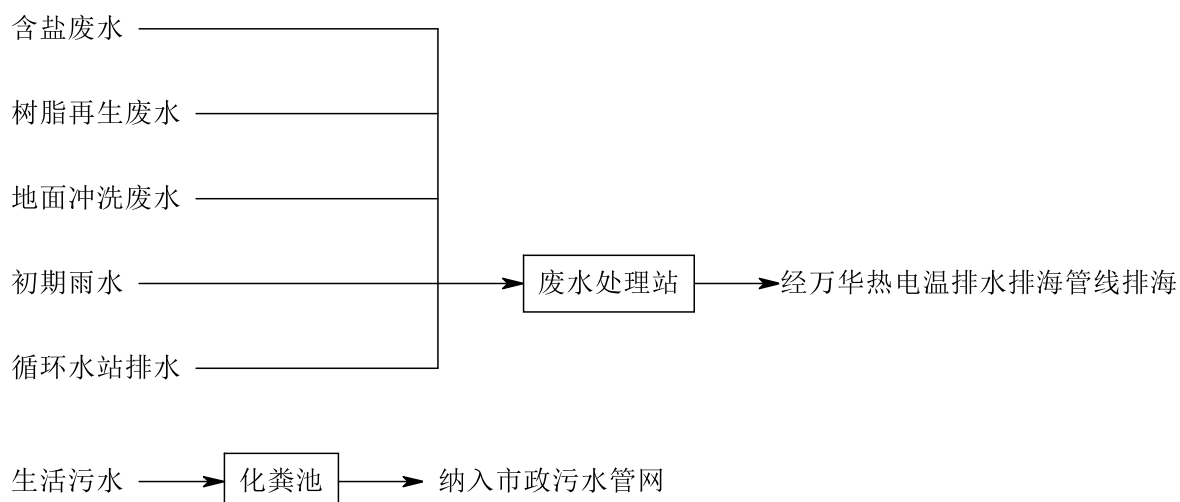 含盐废水
树脂再生废水
地面冲洗废水
初期雨水
废水处理站
经万华热电温排水排海管线排海
循环水站排水
生活污水
化粪池
纳入市政污水管网